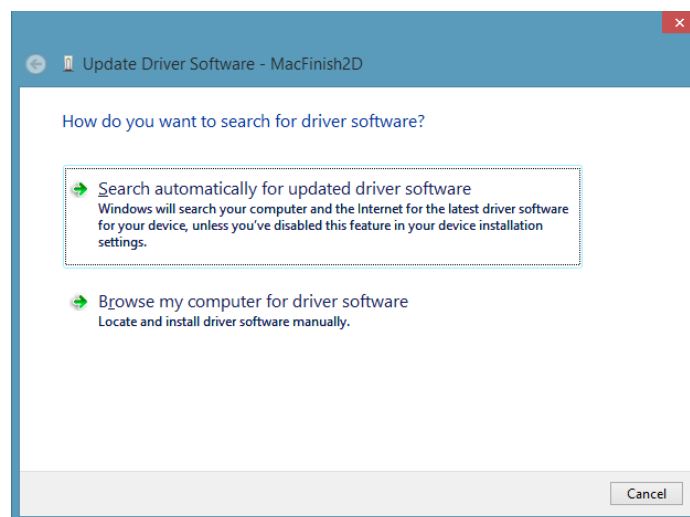 Update Driver Software - MacFinish2D
How do you want to search for driver software?
Search automatically for updated driver software
Windows will search your computer and the Internet for the latest driver software
for your device, unless you've disabled this feature in your device installation
settings.
Browse my computer for driver software
Locate and install driver software manually.
Cancel